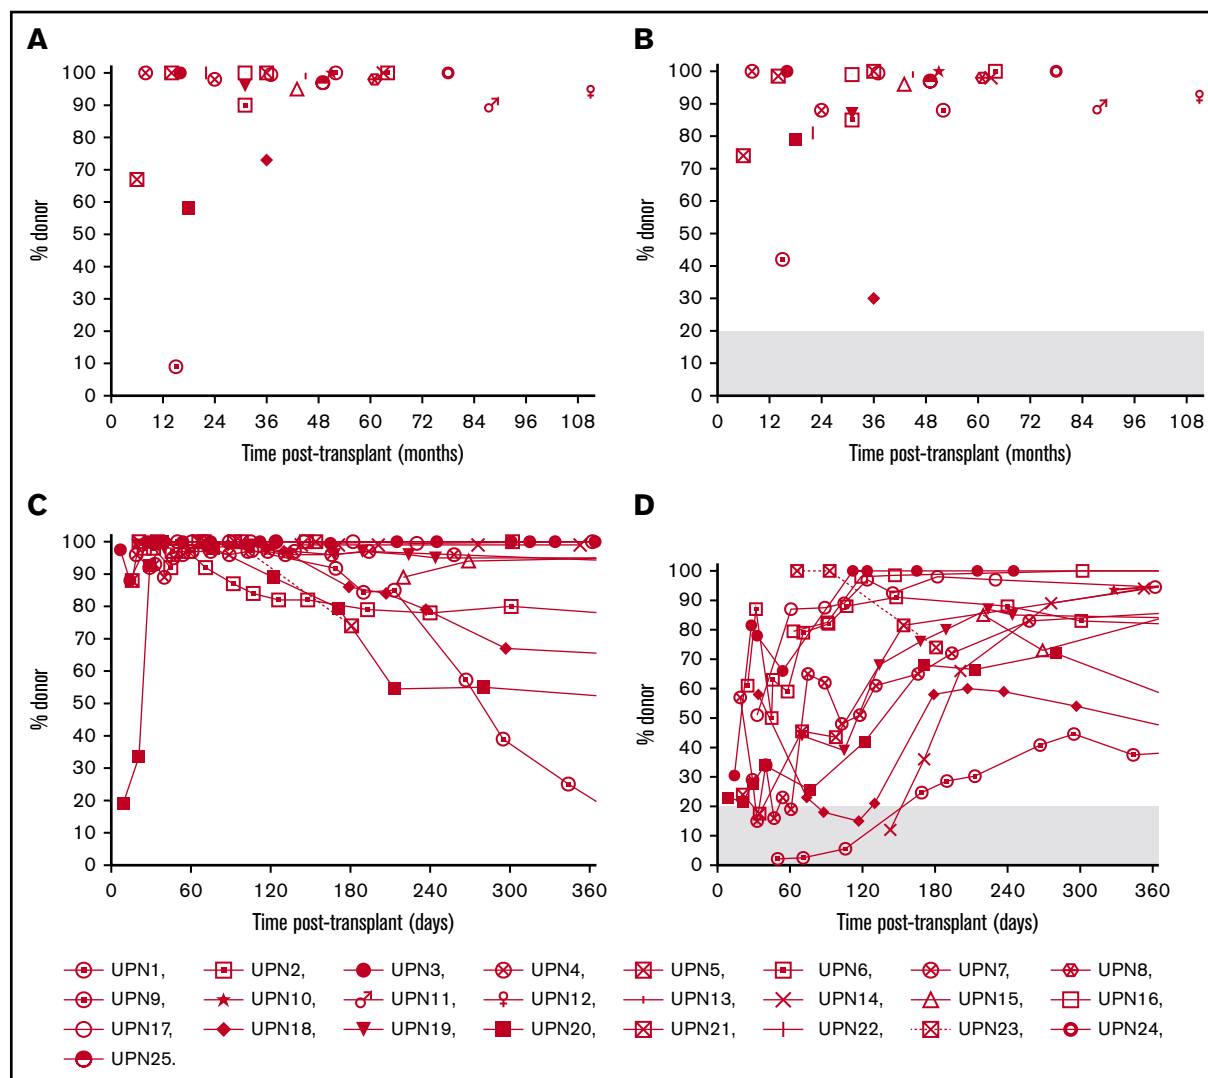 A
100
90
80
70
60
50
40
30
20
10
0
% donor
0 12 24 36 48 60 72 84 96 108
Time post-transplant (months)
B
100
90
80
70
60
50
40
30
20
10
0
% donor
0 12 24 36 48 60 72 84 96 108
Time post-transplant (months)
C
100
90
80
70
60
50
40
30
20
10
0
% donor
0 60 120 180 240 300 360
Time post-transplant (days)
D
100
90
80
70
60
50
40
30
20
10
0
% donor
0 60 120 180 240 300 360
Time post-transplant (days)
UPN1, UPN2, UPN3, UPN4, UPN5, UPN6, UPN7, UPN8,
UPN9, UPN10, UPN11, UPN12, UPN13, UPN14, UPN15, UPN16,
UPN17, UPN18, UPN19, UPN20, UPN21, UPN22, UPN23, UPN24,
UPN25.